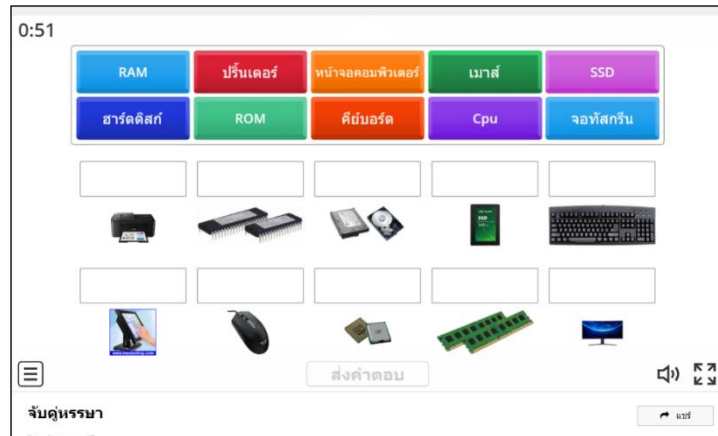 0:51
RAM
ปริ้นเตอร์
หน้าจอคอมพิวเตอร์
เมาส์
SSD
ฮาร์ดดิสก์
ROM
คีย์บอร์ด
Cpu
จอทัสกรีน
ส่งคำตอบ
จับคู่หรรษา
แชร์